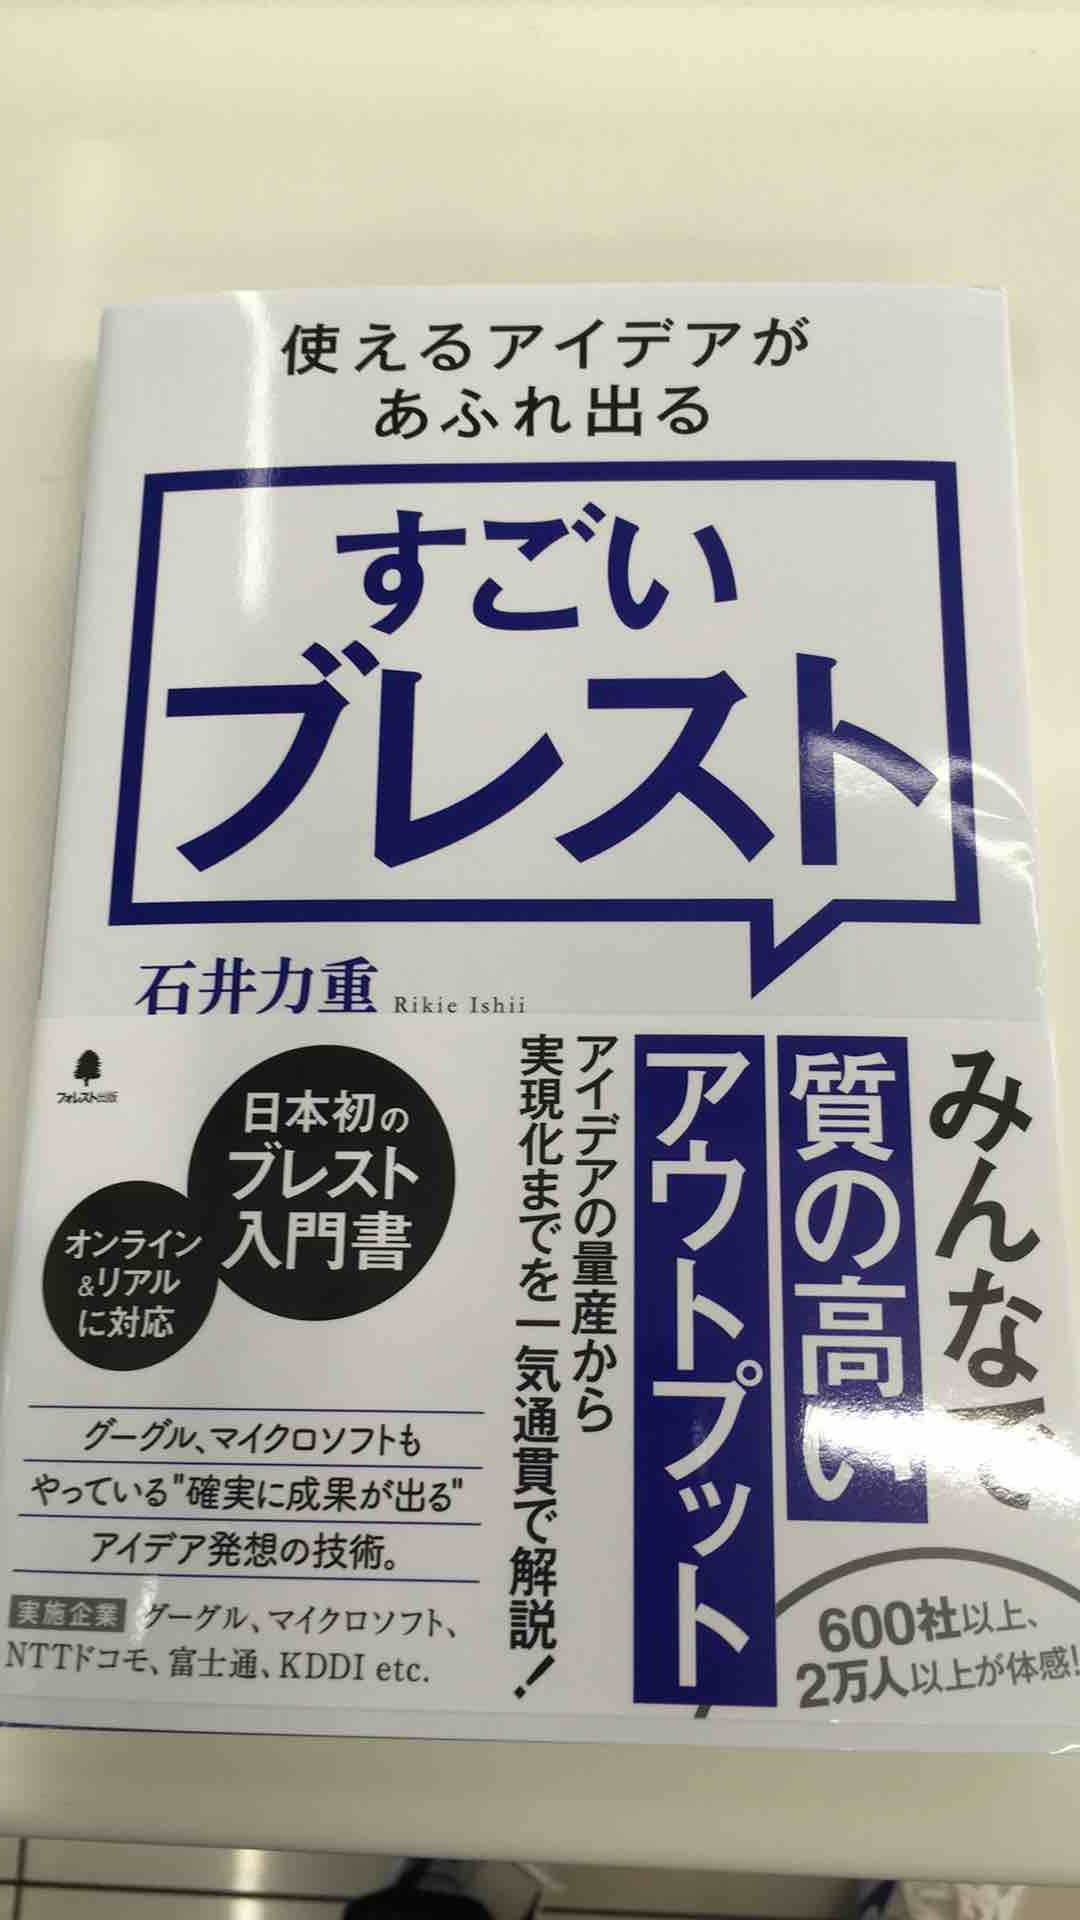 使えるアイデアが
あふれ出る
すごい
ブレスト
石井力重 Rikie Ishii
みんなで
質の高い
アウトプット
アイデアの量産から
実現化までを一気通貫で解説!
フォレスト出版
日本初の
ブレスト
入門書
オンライン
&リアル
に対応
グーグル、マイクロソフトも
やっている"確実に成果が出る"
アイデア発想の技術。
実施企業 グーグル、マイクロソフト、
NTTドコモ、富士通、KDDI etc.
600社以上、
2万人以上が体感!